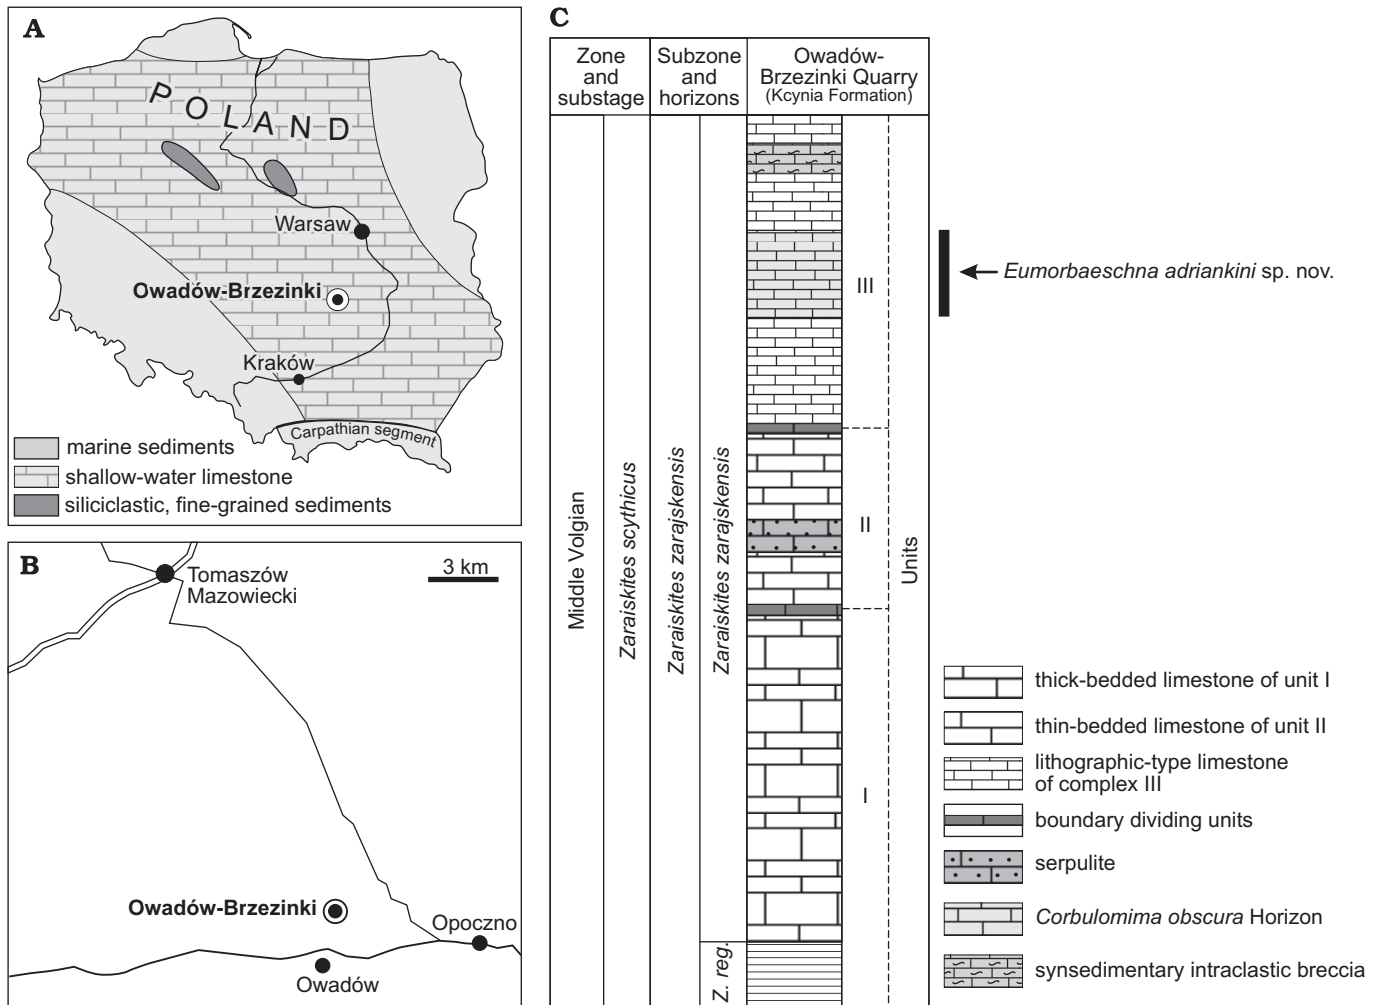 A
POLAND
Warsaw
Owadów-Brzezinki
Kraków
Carpathian segment
marine sediments
shallow-water limestone
siliciclastic, fine-grained sediments
B
3 km
Tomaszów
Mazowiecki
Owadów-Brzezinki
Opoczno
Owadów
C
Zone
and
substage
Subzone
and
horizons
Owadów-
Brzezinki Quarry
(Kcynia Formation)
Middle Volgian
Zaraiskites scythicus
Zaraiskites zarajskensis
Zaraiskites zarajskensis
Z. reg.
III
II
I
Units
Eumorbaeschna adriankini sp. nov.
thick-bedded limestone of unit I
thin-bedded limestone of unit II
lithographic-type limestone
of complex III
boundary dividing units
serpulite
Corbulomima obscura Horizon
synsedimentary intraclastic breccia